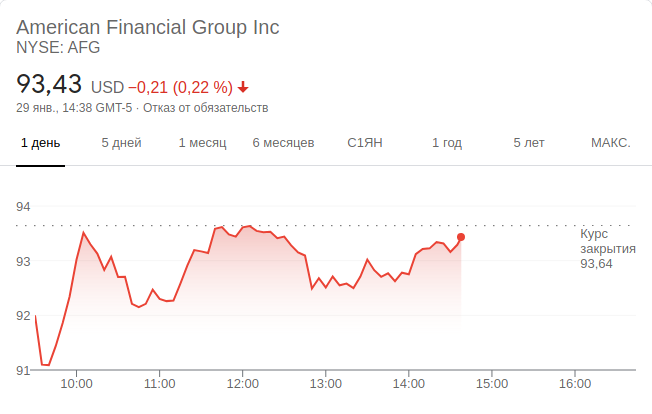 American Financial Group Inc
NYSE: AFG
93,43 USD −0,21 (0,22 %)
29 янв., 14:38 GMT-5 · Отказ от обязательств
1 день 5 дней 1 месяц 6 месяцев С1ЯН 1 год 5 лет МАКС.
94
Курс
закрытия
93,64
93
92
91
10:00 11:00 12:00 13:00 14:00 15:00 16:00